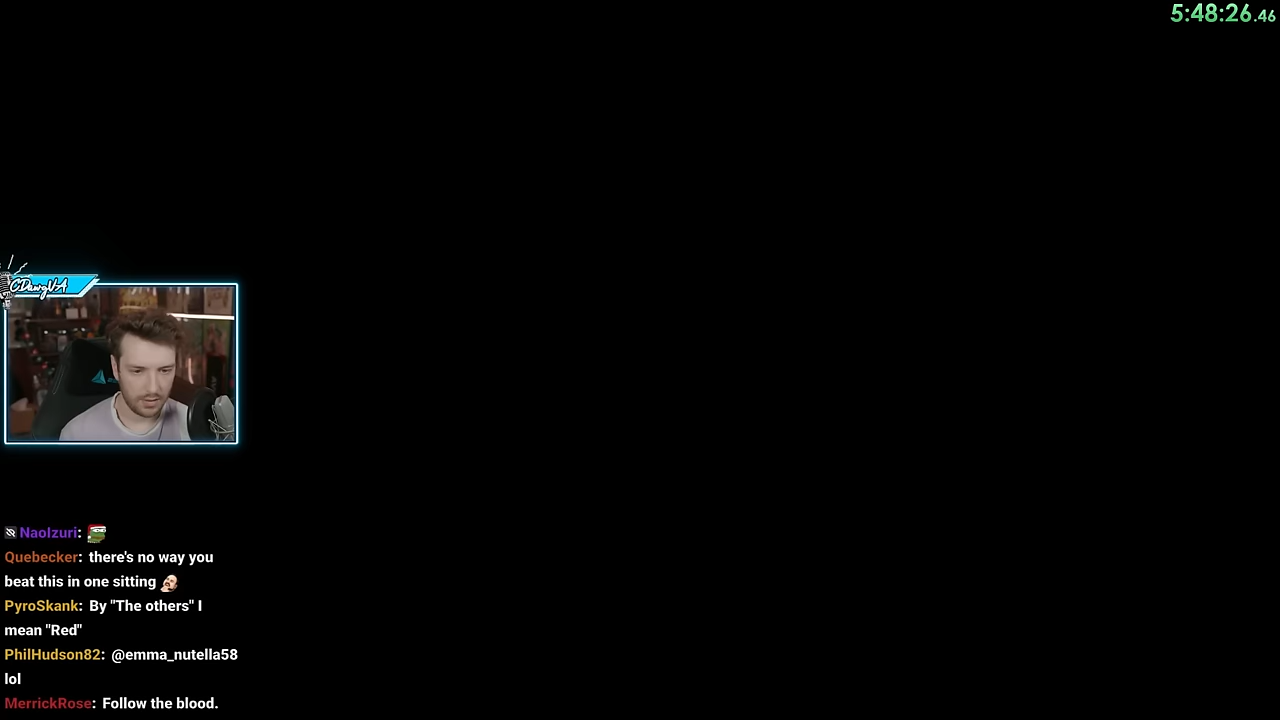 5:48:26.46
CDawgVA
NaoIzuri:
Quebecker: there's no way you
beat this in one sitting
PyroSkank: By "The others" I
mean "Red"
PhilHudson82: @emma_nutella58
lol
MerrickRose: Follow the blood.